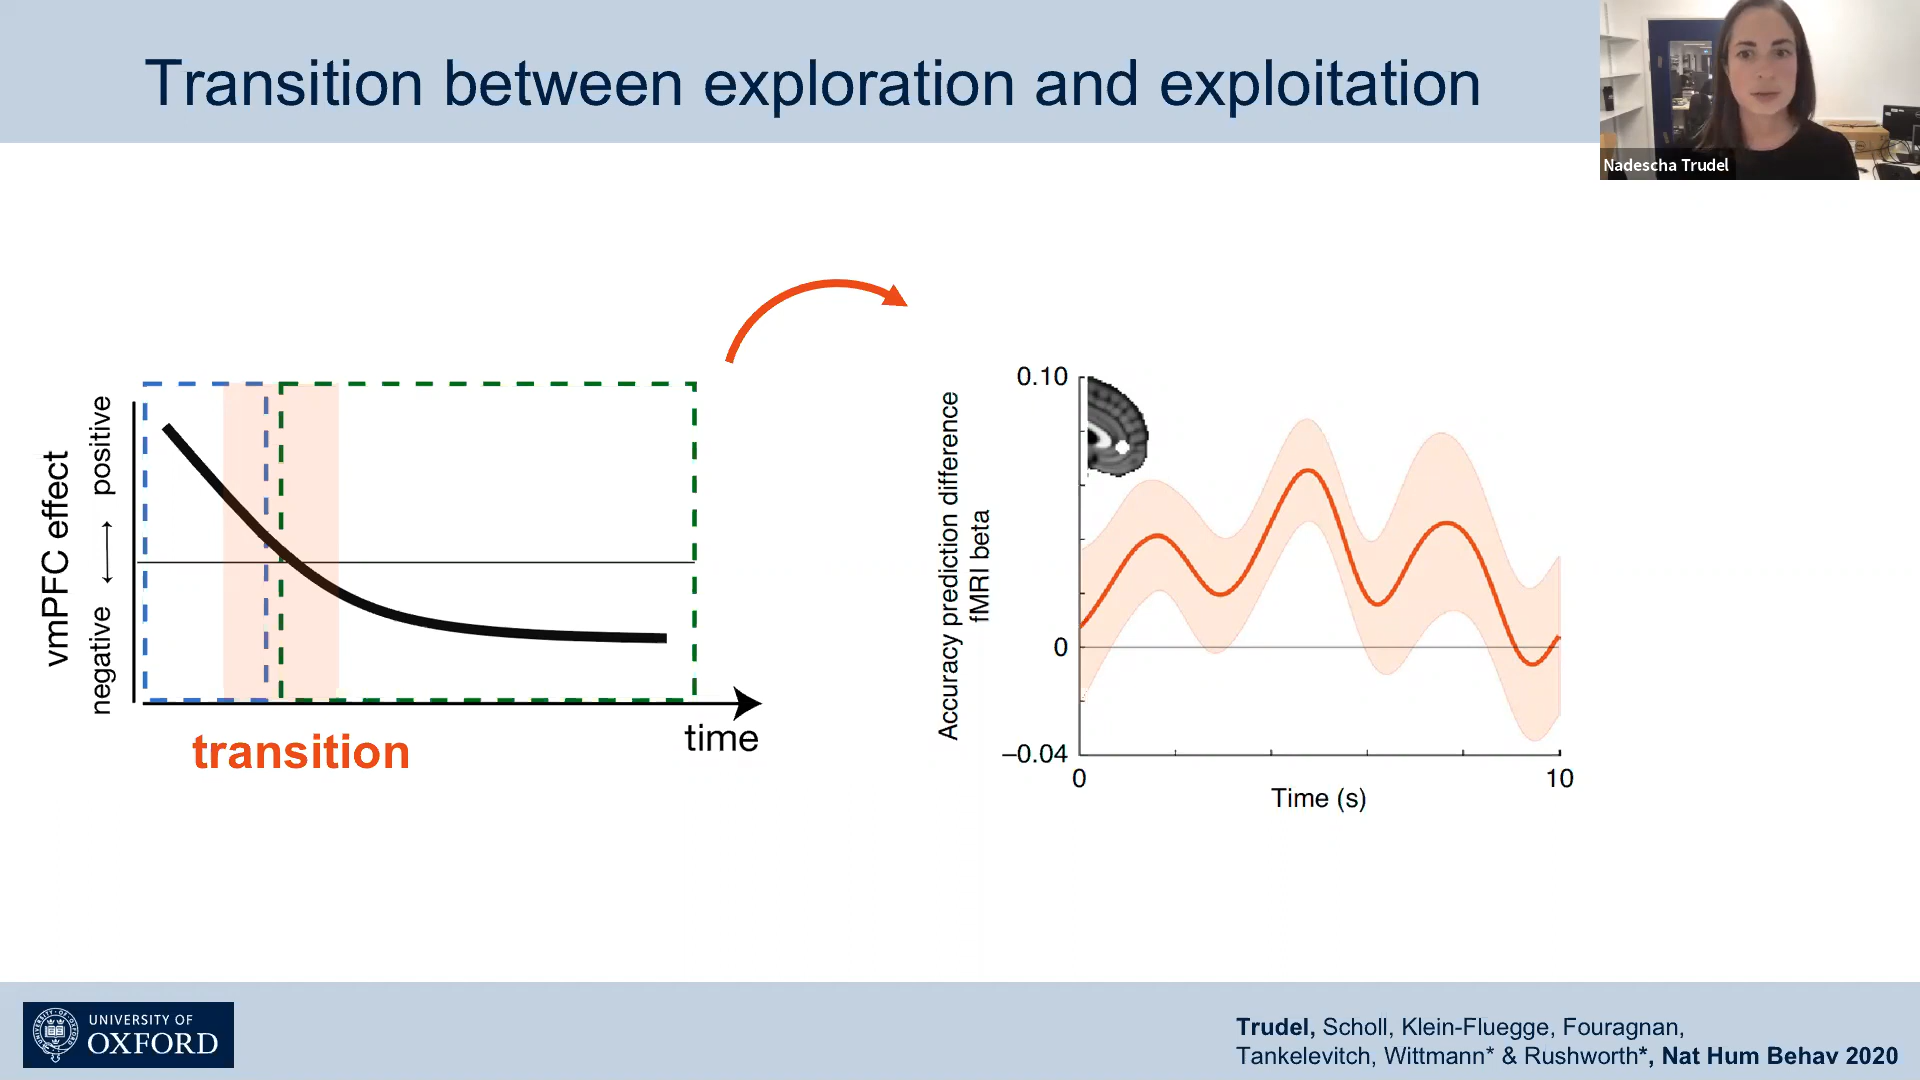 Transition between exploration and exploitation
Nadescha Trudel
vmPFC effect
negative ←→ positive
transition
time
Accuracy prediction difference
fMRI beta
0.10
0
–0.04
0
10
Time (s)
UNIVERSITY OF
OXFORD
Trudel, Scholl, Klein-Fluegge, Fouragnan,
Tankelevitch, Wittmann* & Rushworth*, Nat Hum Behav 2020